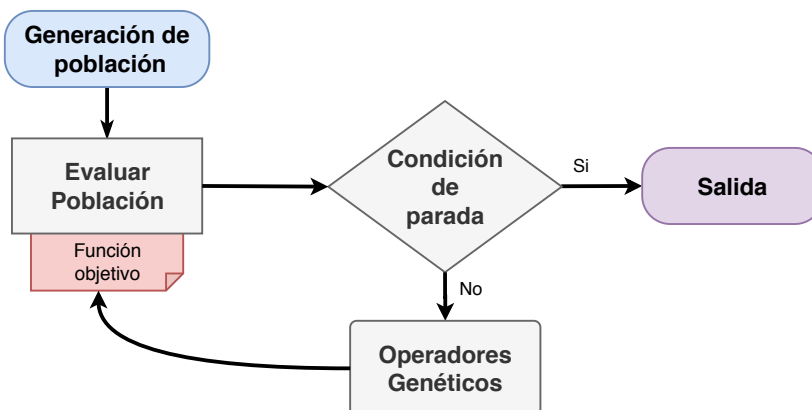 Generación de
población
Evaluar
Población
Función
objetivo
Condición
de
parada
Si
Salida
No
Operadores
Genéticos